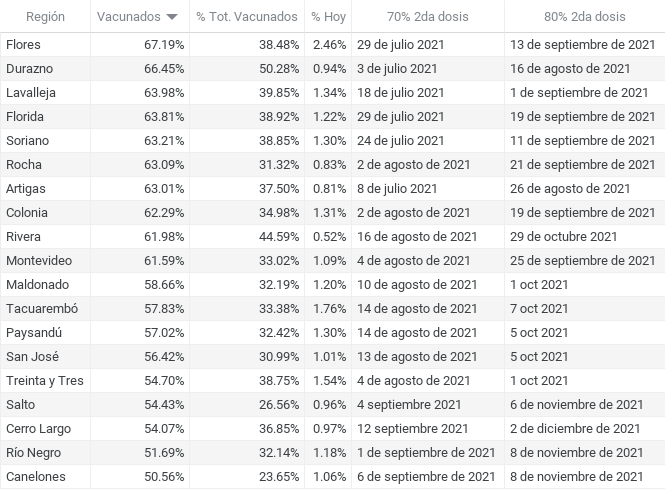 Región Vacunados % Tot. Vacunados % Hoy 70% 2da dosis 80% 2da dosis
Flores 67.19% 38.48% 2.46% 29 de julio 2021 13 de septiembre de 2021
Durazno 66.45% 50.28% 0.94% 3 de julio 2021 16 de agosto de 2021
Lavalleja 63.98% 39.85% 1.34% 18 de julio 2021 1 de septiembre de 2021
Florida 63.81% 38.92% 1.22% 29 de julio 2021 19 de septiembre de 2021
Soriano 63.21% 38.85% 1.30% 24 de julio 2021 11 de septiembre de 2021
Rocha 63.09% 31.32% 0.83% 2 de agosto de 2021 21 de septiembre de 2021
Artigas 63.01% 37.50% 0.81% 8 de julio 2021 26 de agosto de 2021
Colonia 62.29% 34.98% 1.31% 2 de agosto de 2021 19 de septiembre de 2021
Rivera 61.98% 44.59% 0.52% 16 de agosto de 2021 29 de octubre 2021
Montevideo 61.59% 33.02% 1.09% 4 de agosto de 2021 25 de septiembre de 2021
Maldonado 58.66% 32.19% 1.20% 10 de agosto de 2021 1 oct 2021
Tacuarembó 57.83% 33.38% 1.76% 14 de agosto de 2021 7 oct 2021
Paysandú 57.02% 32.42% 1.30% 14 de agosto de 2021 5 oct 2021
San José 56.42% 30.99% 1.01% 13 de agosto de 2021 5 oct 2021
Treinta y Tres 54.70% 38.75% 1.54% 4 de agosto de 2021 1 oct 2021
Salto 54.43% 26.56% 0.96% 4 septiembre 2021 6 de noviembre de 2021
Cerro Largo 54.07% 36.85% 0.97% 12 septiembre 2021 2 de diciembre de 2021
Río Negro 51.69% 32.14% 1.18% 1 de septiembre de 2021 8 de noviembre de 2021
Canelones 50.56% 23.65% 1.06% 6 de septiembre de 2021 8 de noviembre de 2021